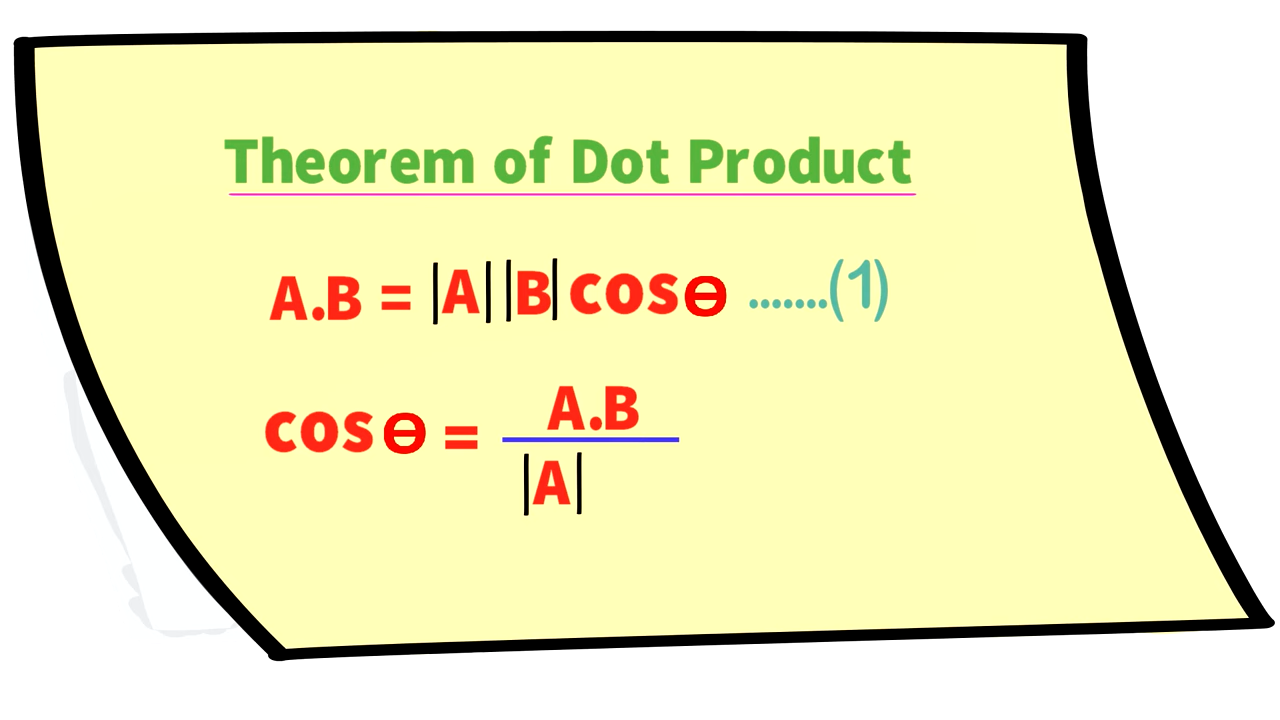 Theorem of Dot Product
A.B = |A| |B| cosΘ .......(1)
cosΘ = A.B
|A|